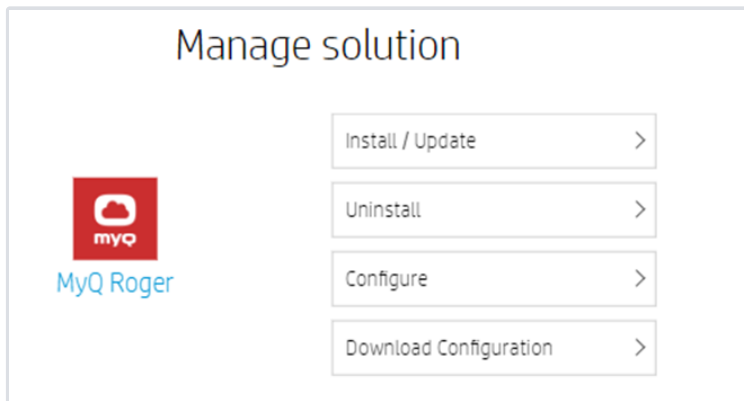 Manage solution
Install / Update
Uninstall
myQ
MyQ Roger
Configure
Download Configuration